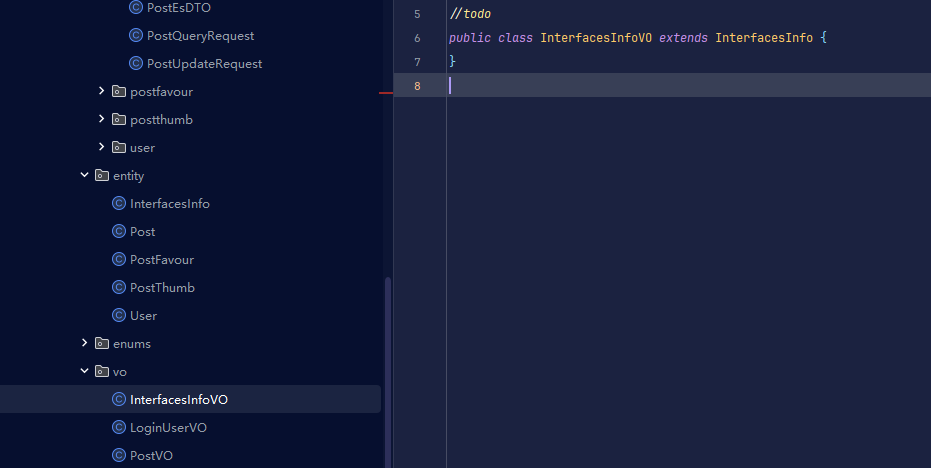 PostEsDTO
PostQueryRequest
PostUpdateRequest
postfavour
postthumb
user
entity
InterfacesInfo
Post
PostFavour
PostThumb
User
enums
vo
InterfacesInfoVO
LoginUserVO
PostVO
5 //todo
6 public class InterfacesInfoVO extends InterfacesInfo {
7 }
8